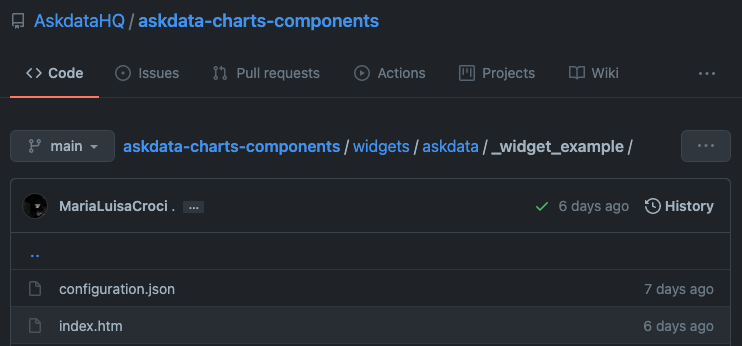 AskdataHQ / askdata-charts-components
Code Issues Pull requests Actions Projects Wiki ...
main askdata-charts-components / widgets / askdata / _widget_example / ...
MariaLuisaCroci . ... 6 days ago History
..
configuration.json 7 days ago
index.htm 6 days ago